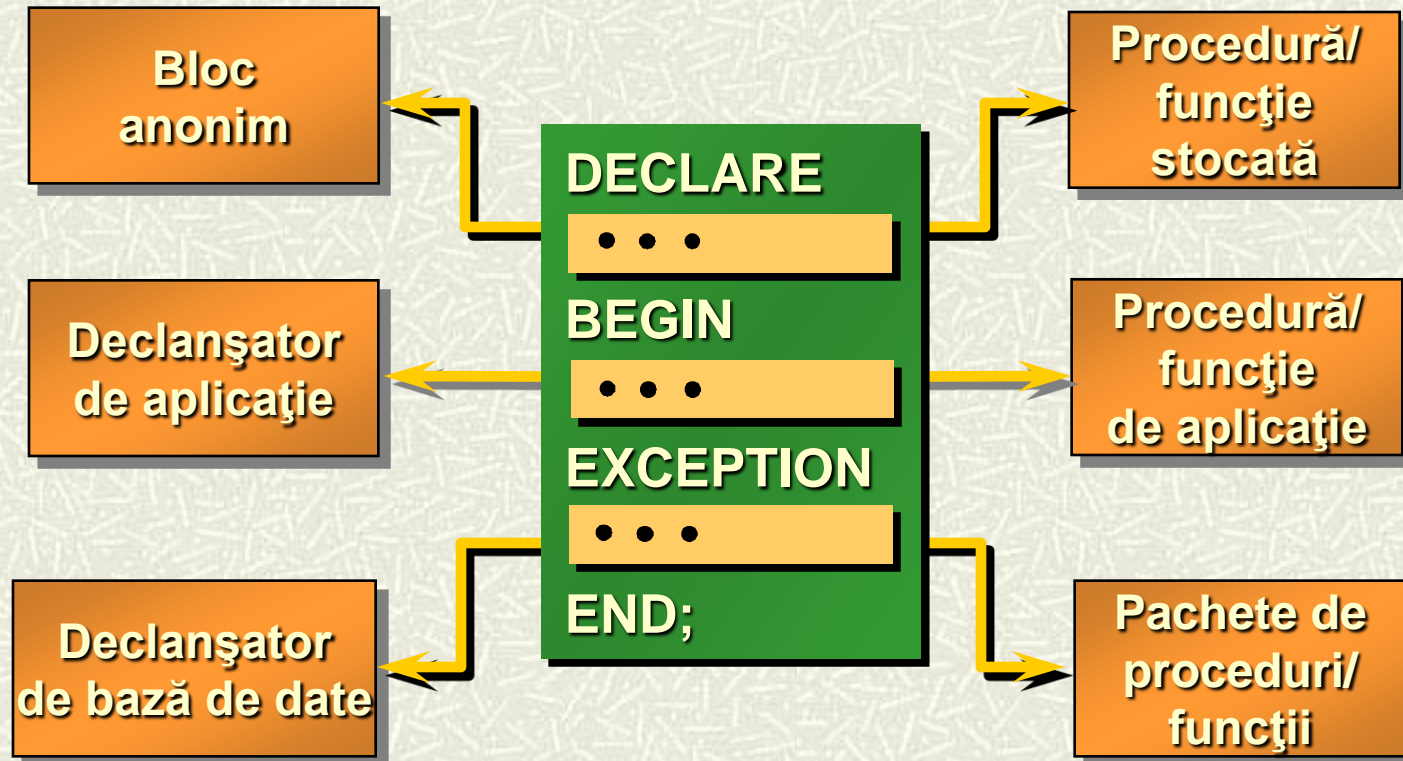 Bloc
anonim
Declanşator
de aplicaţie
Declanşator
de bază de date
DECLARE
• • •
BEGIN
• • •
EXCEPTION
• • •
END;
Procedură/
funcţie
stocată
Procedură/
funcţie
de aplicaţie
Pachete de
proceduri/
funcţii